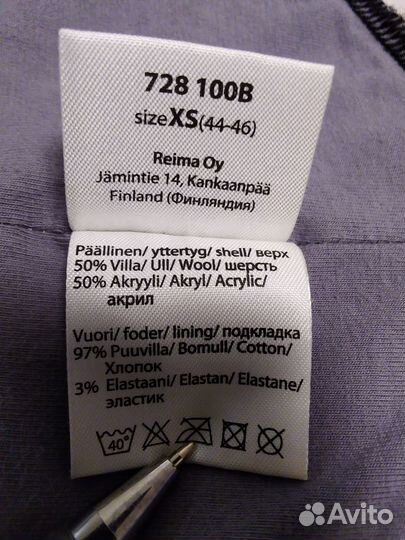 728 100B
size XS (44-46)
Reima Oy
Jämintie 14, Kankaanpää
Finland (Финляндия)
Päällinen/ yttertyg/ shell/ верх
50% Villa/ Ull/ Wool/ шерсть
50% Akryyli/ Akryl/ Acrylic/
акрил
Vuori/ foder/ lining/ подкладка
97% Puuvilla/ Bomull/ Cotton/
Хлопок
3% Elastaani/ Elastan/ Elastane/
эластик
40°
Avito